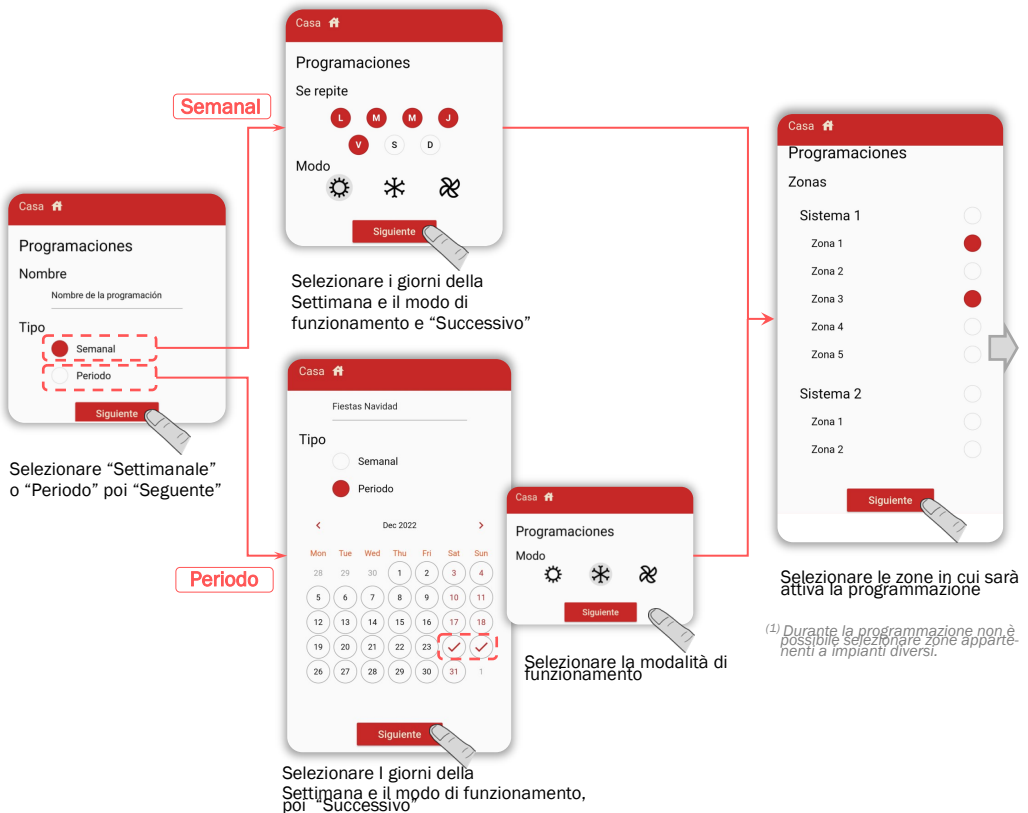 Casa
Programaciones
Nombre
Nombre de la programación
Tipo
Semanal
Periodo
Siguiente
Selezionare “Settimanale”
o “Periodo” poi “Seguente”
Semanal
Casa
Programaciones
Se repite
L M M J
V S D
Modo
Siguiente
Selezionare i giorni della
Settimana e il modo di
funzionamento e “Successivo”
Periodo
Casa
Fiestas Navidad
Tipo
Semanal
Periodo
< Dec 2022 >
Mon Tue Wed Thu Fri Sat Sun
28 29 30 1 2 3 4
5 6 7 8 9 10 11
12 13 14 15 16 17 18
19 20 21 22 23
26 27 28 29 30 31 1
Siguiente
Selezionare I giorni della
Settimana e il modo di funzionamento,
poi “Successivo”
Casa
Programaciones
Modo
Siguiente
Selezionare la modalità di
funzionamento
Casa
Programaciones
Zonas
Sistema 1
Zona 1
Zona 2
Zona 3
Zona 4
Zona 5
Sistema 2
Zona 1
Zona 2
Siguiente
Selezionare le zone in cui sarà
attiva la programmazione
(1) Durante la programmazione non è
possibile selezionare zone apparte-
nenti a impianti diversi.